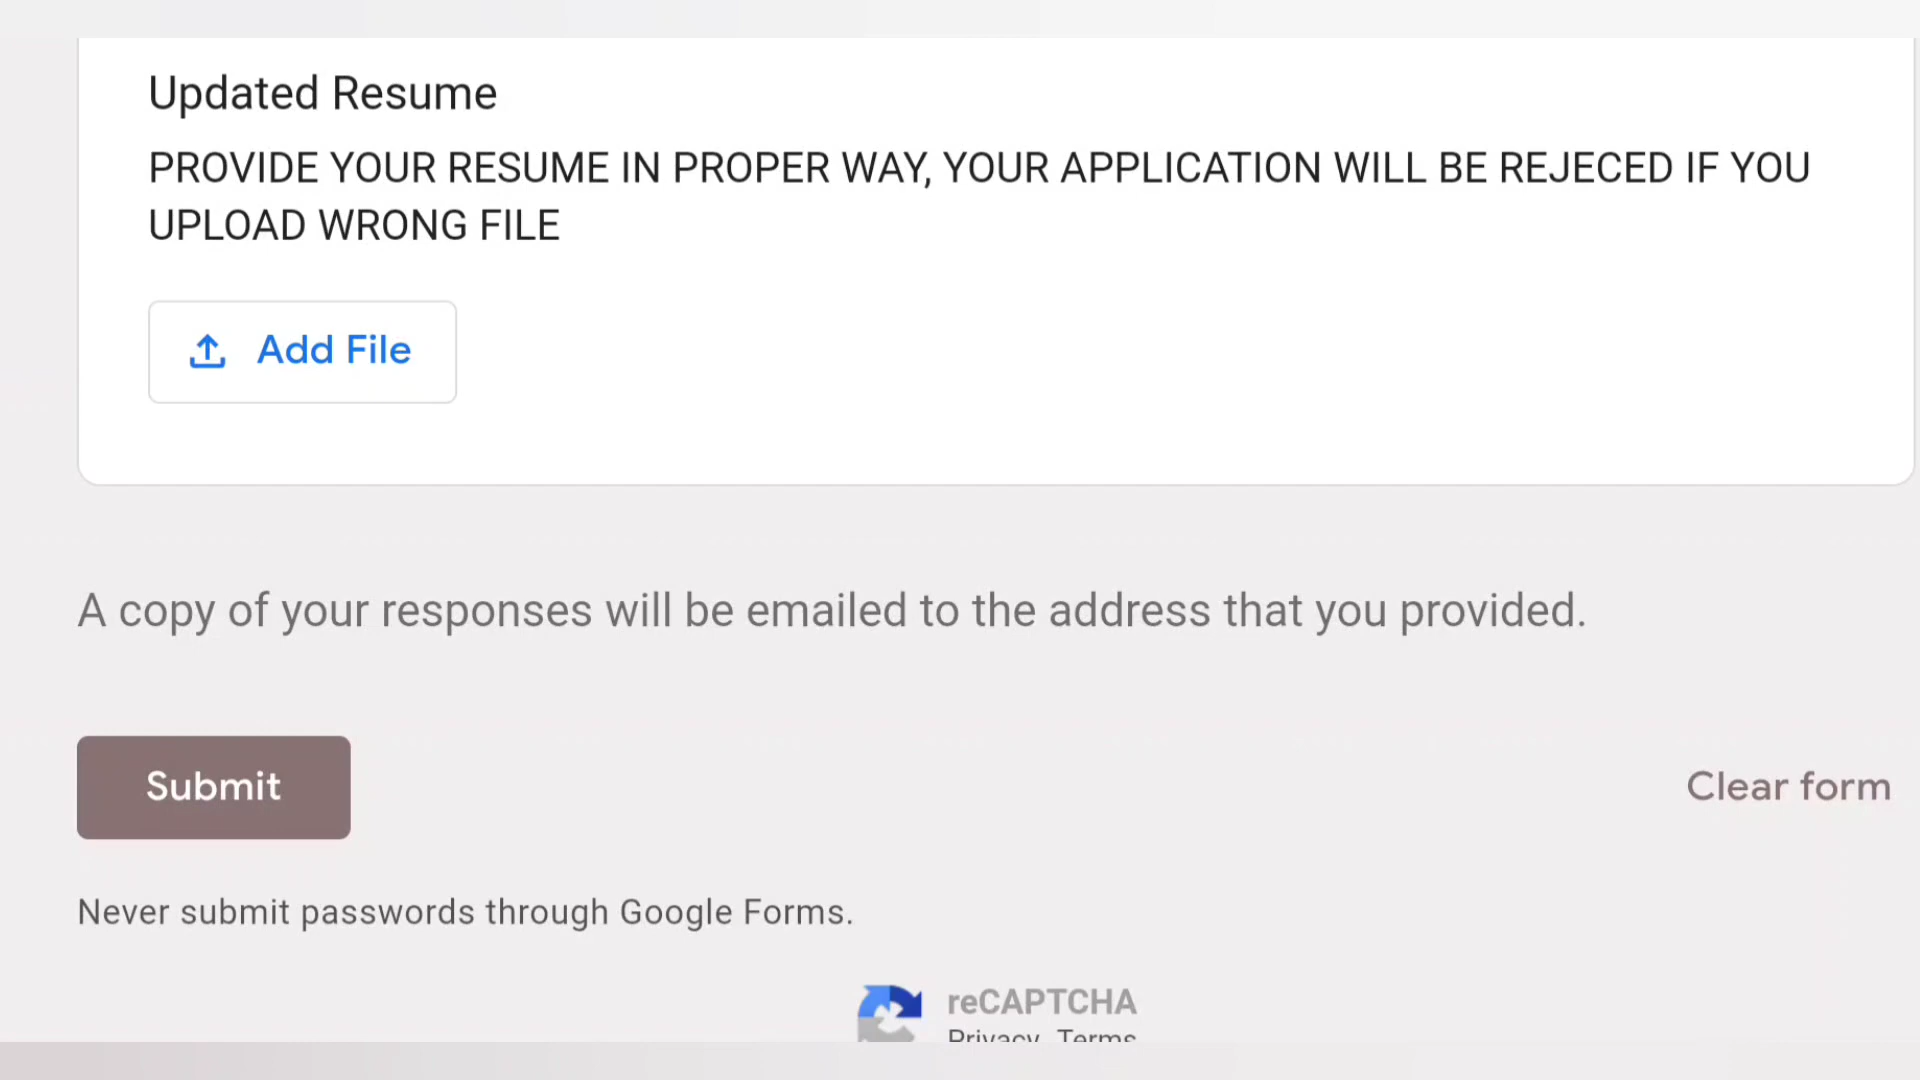 Updated Resume
PROVIDE YOUR RESUME IN PROPER WAY, YOUR APPLICATION WILL BE REJECED IF YOU
UPLOAD WRONG FILE
Add File
A copy of your responses will be emailed to the address that you provided.
Submit
Clear form
Never submit passwords through Google Forms.
reCAPTCHA
Privacy Terms